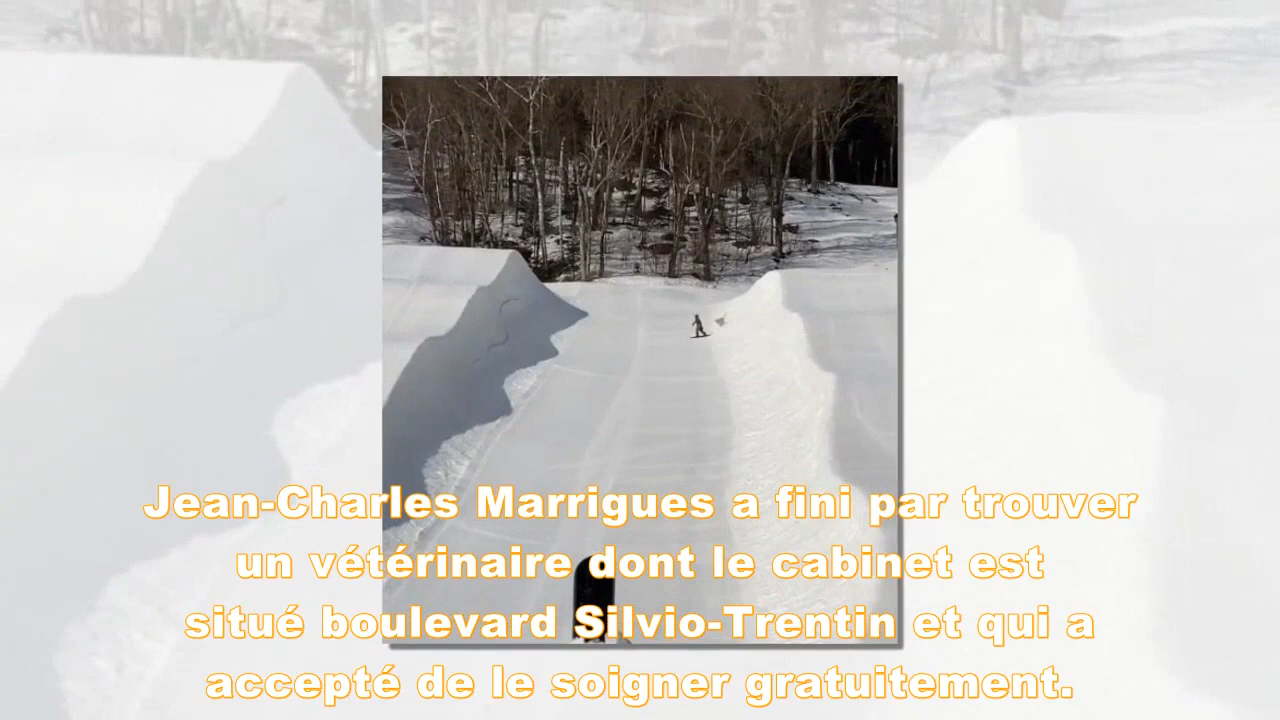 Jean-Charles Marrigues a fini par trouver
un vétérinaire dont le cabinet est
situé boulevard Silvio-Trentin et qui a
accepté de le soigner gratuitement.